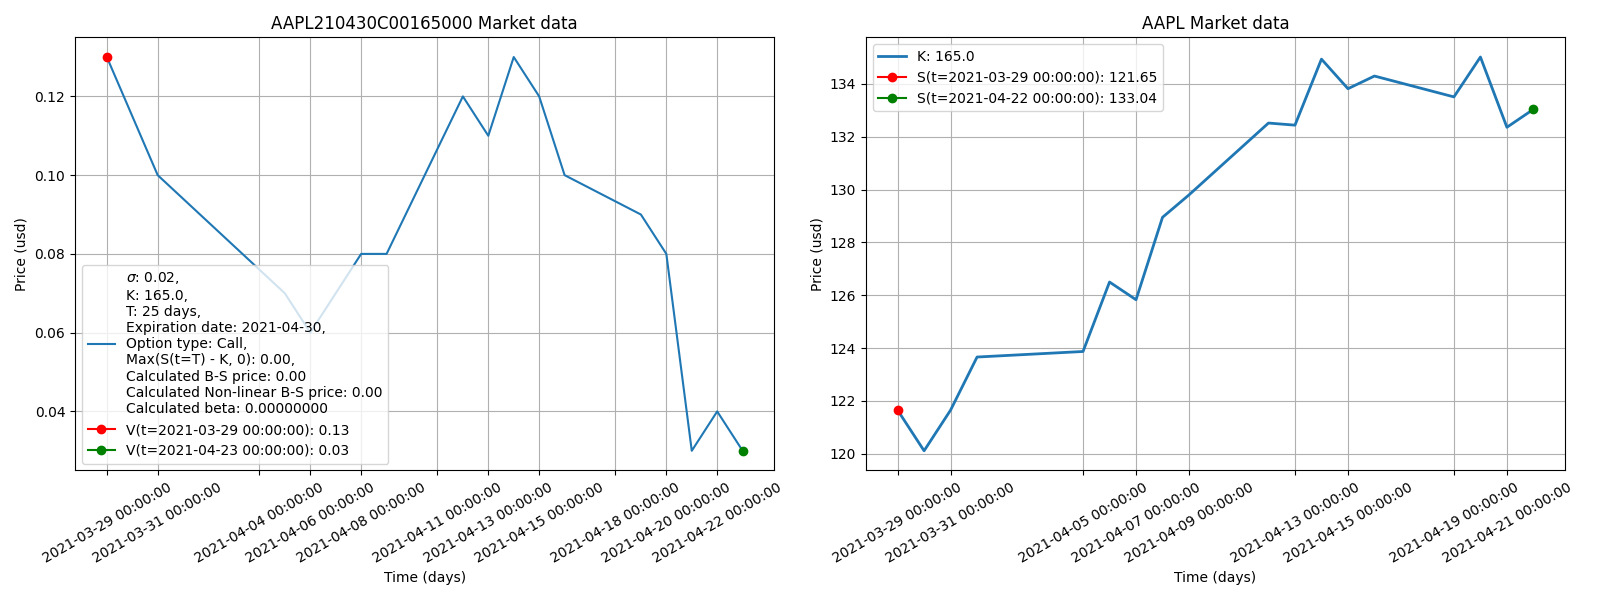 AAPL210430C00165000 Market data
Price (usd)
0.12
0.10
0.08
0.06
0.04
σ: 0.02,
K: 165.0,
T: 25 days,
Expiration date: 2021-04-30,
Option type: Call,
Max(S(t=T) - K, 0): 0.00,
Calculated B-S price: 0.00
Calculated Non-linear B-S price: 0.00
Calculated beta: 0.00000000
V(t=2021-03-29 00:00:00): 0.13
V(t=2021-04-23 00:00:00): 0.03
2021-03-29 00:00:00
2021-03-31 00:00:00
2021-04-04 00:00:00
2021-04-06 00:00:00
2021-04-08 00:00:00
2021-04-11 00:00:00
2021-04-13 00:00:00
2021-04-15 00:00:00
2021-04-18 00:00:00
2021-04-20 00:00:00
2021-04-22 00:00:00
Time (days)
AAPL Market data
Price (usd)
134
132
130
128
126
124
122
120
K: 165.0
S(t=2021-03-29 00:00:00): 121.65
S(t=2021-04-22 00:00:00): 133.04
2021-03-29 00:00:00
2021-03-31 00:00:00
2021-04-05 00:00:00
2021-04-07 00:00:00
2021-04-09 00:00:00
2021-04-13 00:00:00
2021-04-15 00:00:00
2021-04-19 00:00:00
2021-04-21 00:00:00
Time (days)